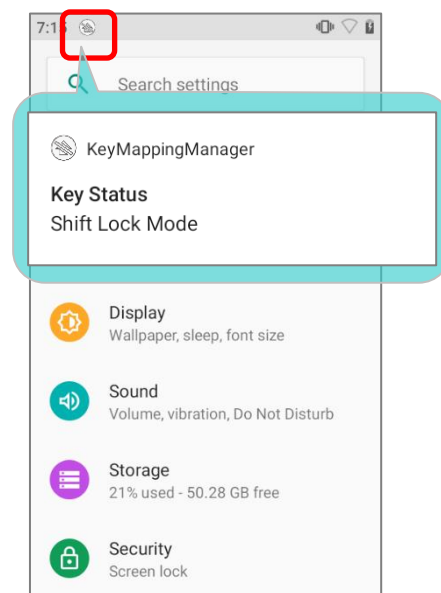 7:1
Search settings
KeyMappingManager
Key Status
Shift Lock Mode
Display
Wallpaper, sleep, font size
Sound
Volume, vibration, Do Not Disturb
Storage
21% used - 50.28 GB free
Security
Screen lock